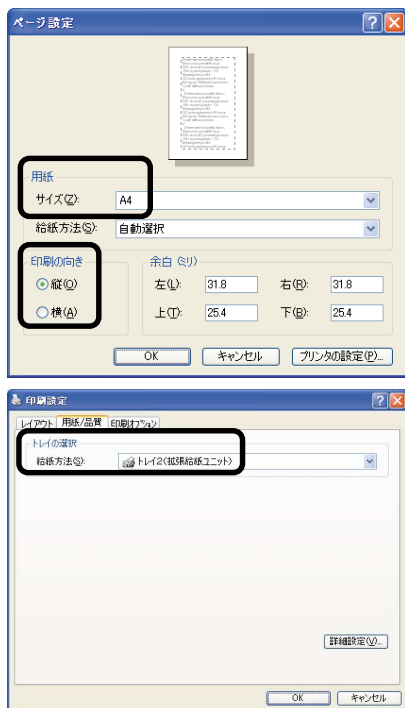 ページ設定
用紙
サイズ(Z): A4
給紙方法(S): 自動選択
印刷の向き 余白 (ミリ)
縦(O) 左(L): 31.8 右(R): 31.8
横(A) 上(T): 25.4 下(B): 25.4
OK キャンセル プリンタの設定(P)...
印刷設定
レイアウト 用紙/品質 印刷オプション
トレイの選択
給紙方法(S): トレイ2(拡張給紙ユニット)
詳細設定(V)...
OK キャンセル